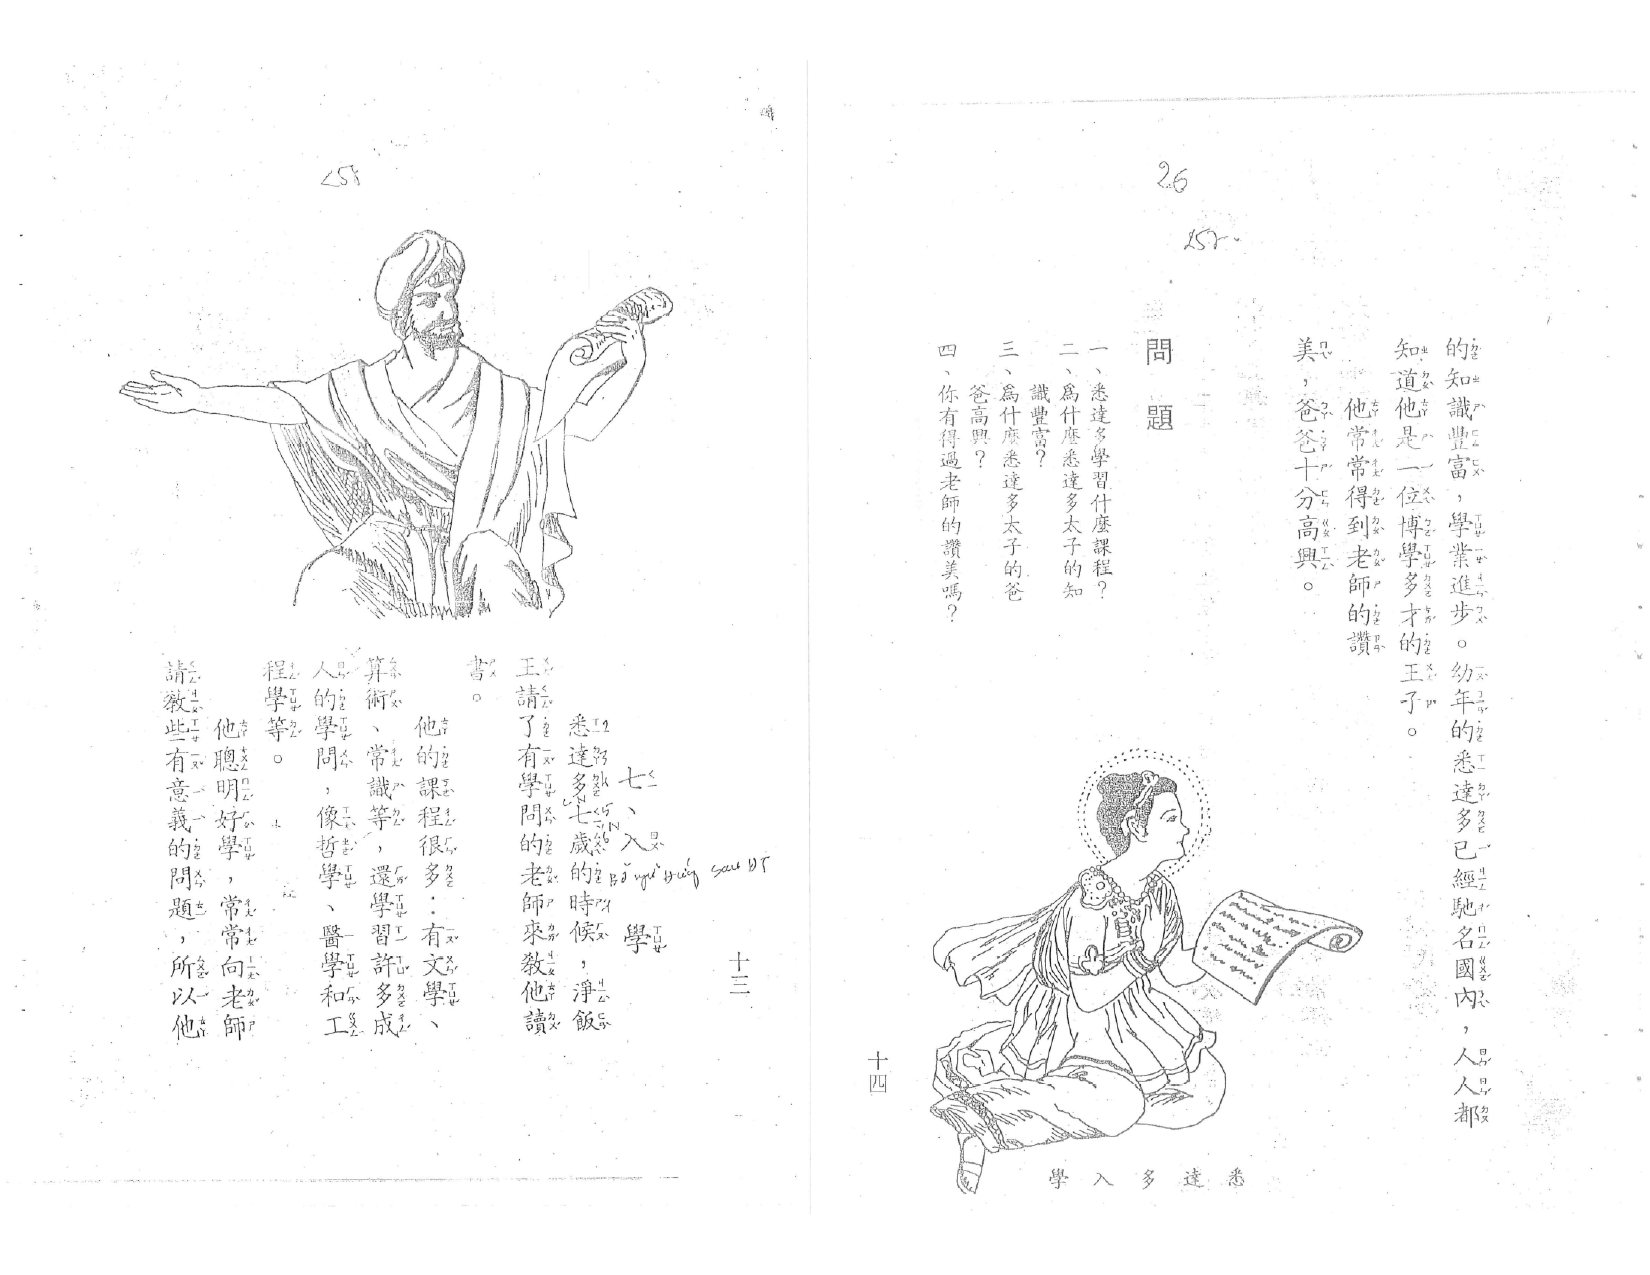 七、入學
悉達多七歲的時候，淨飯
王請了有學問的老師來教他讀
書。
他的課程很多：有文學、
算術、常識等，還學習許多成
人的學問，像哲學、醫學和工
程學等。
他聰明好學，常常向老師
請教些有意義的問題，所以他
十三
26
的知識豐富，學業進步。幼年的悉達多已經馳名國內，人人都
知道他是一位博學多才的王子。
他常常得到老師的讚
美，爸爸十分高興。
問題
一、悉達多學習什麼課程？
二、爲什麼悉達多太子的知
識豐富？
三、爲什麼悉達多太子的爸
爸高興？
四、你有得過老師的讚美嗎？
學入多達悉
十四